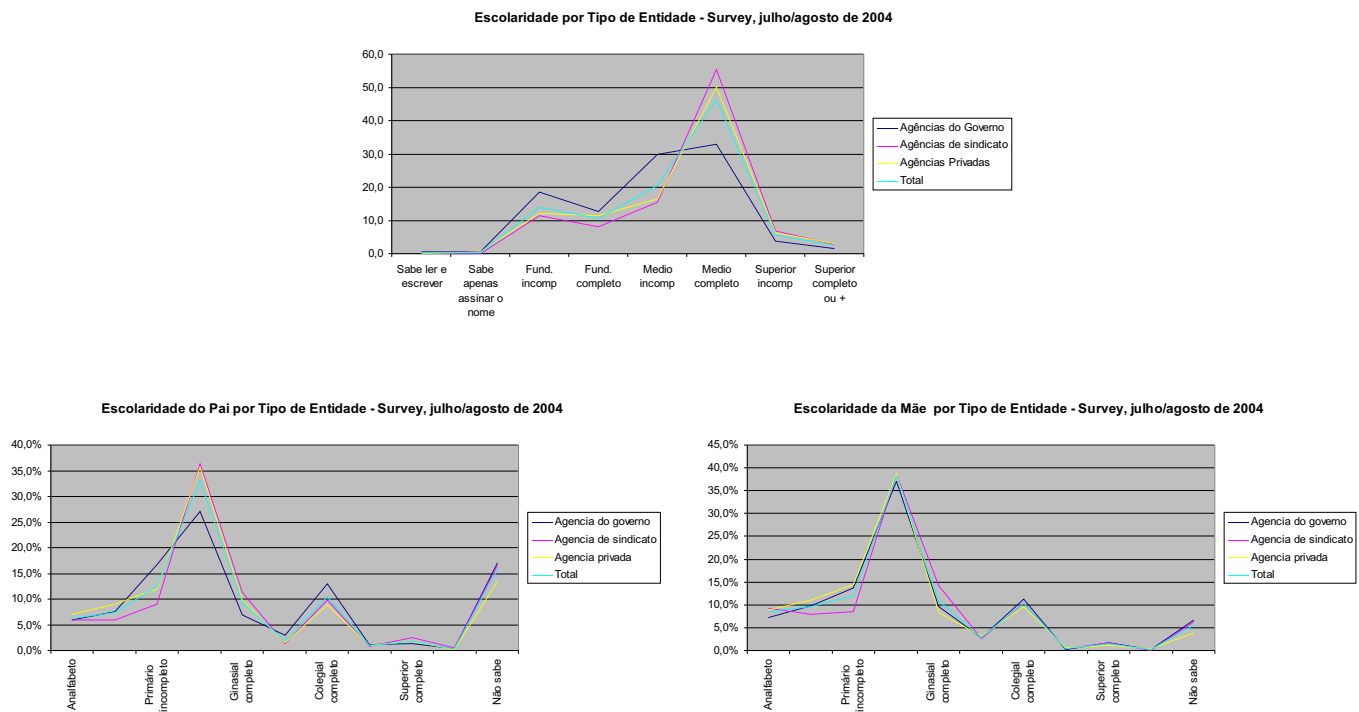 Escolaridade por Tipo de Entidade - Survey, julho/agosto de 2004
60,0
50,0
40,0
30,0
20,0
10,0
0,0
Sabe ler e
escrever
Sabe
apenas
assinar o
nome
Fund.
incomp
Fund.
completo
Medio
incomp
Medio
completo
Superior
incomp
Superior
completo
ou +
Agências do Governo
Agências de sindicato
Agências Privadas
Total
Escolaridade do Pai por Tipo de Entidade - Survey, julho/agosto de 2004
40,0%
35,0%
30,0%
25,0%
20,0%
15,0%
10,0%
5,0%
0,0%
Analfabeto
Primário
incompleto
Ginasial
completo
Colegial
completo
Superior
completo
Não sabe
Agencia do governo
Agencia de sindicato
Agencia privada
Total
Escolaridade da Mãe por Tipo de Entidade - Survey, julho/agosto de 2004
45,0%
40,0%
35,0%
30,0%
25,0%
20,0%
15,0%
10,0%
5,0%
0,0%
Analfabeto
Primário
incompleto
Ginasial
completo
Colegial
completo
Superior
completo
Não sabe
Agencia do governo
Agencia de sindicato
Agencia privada
Total